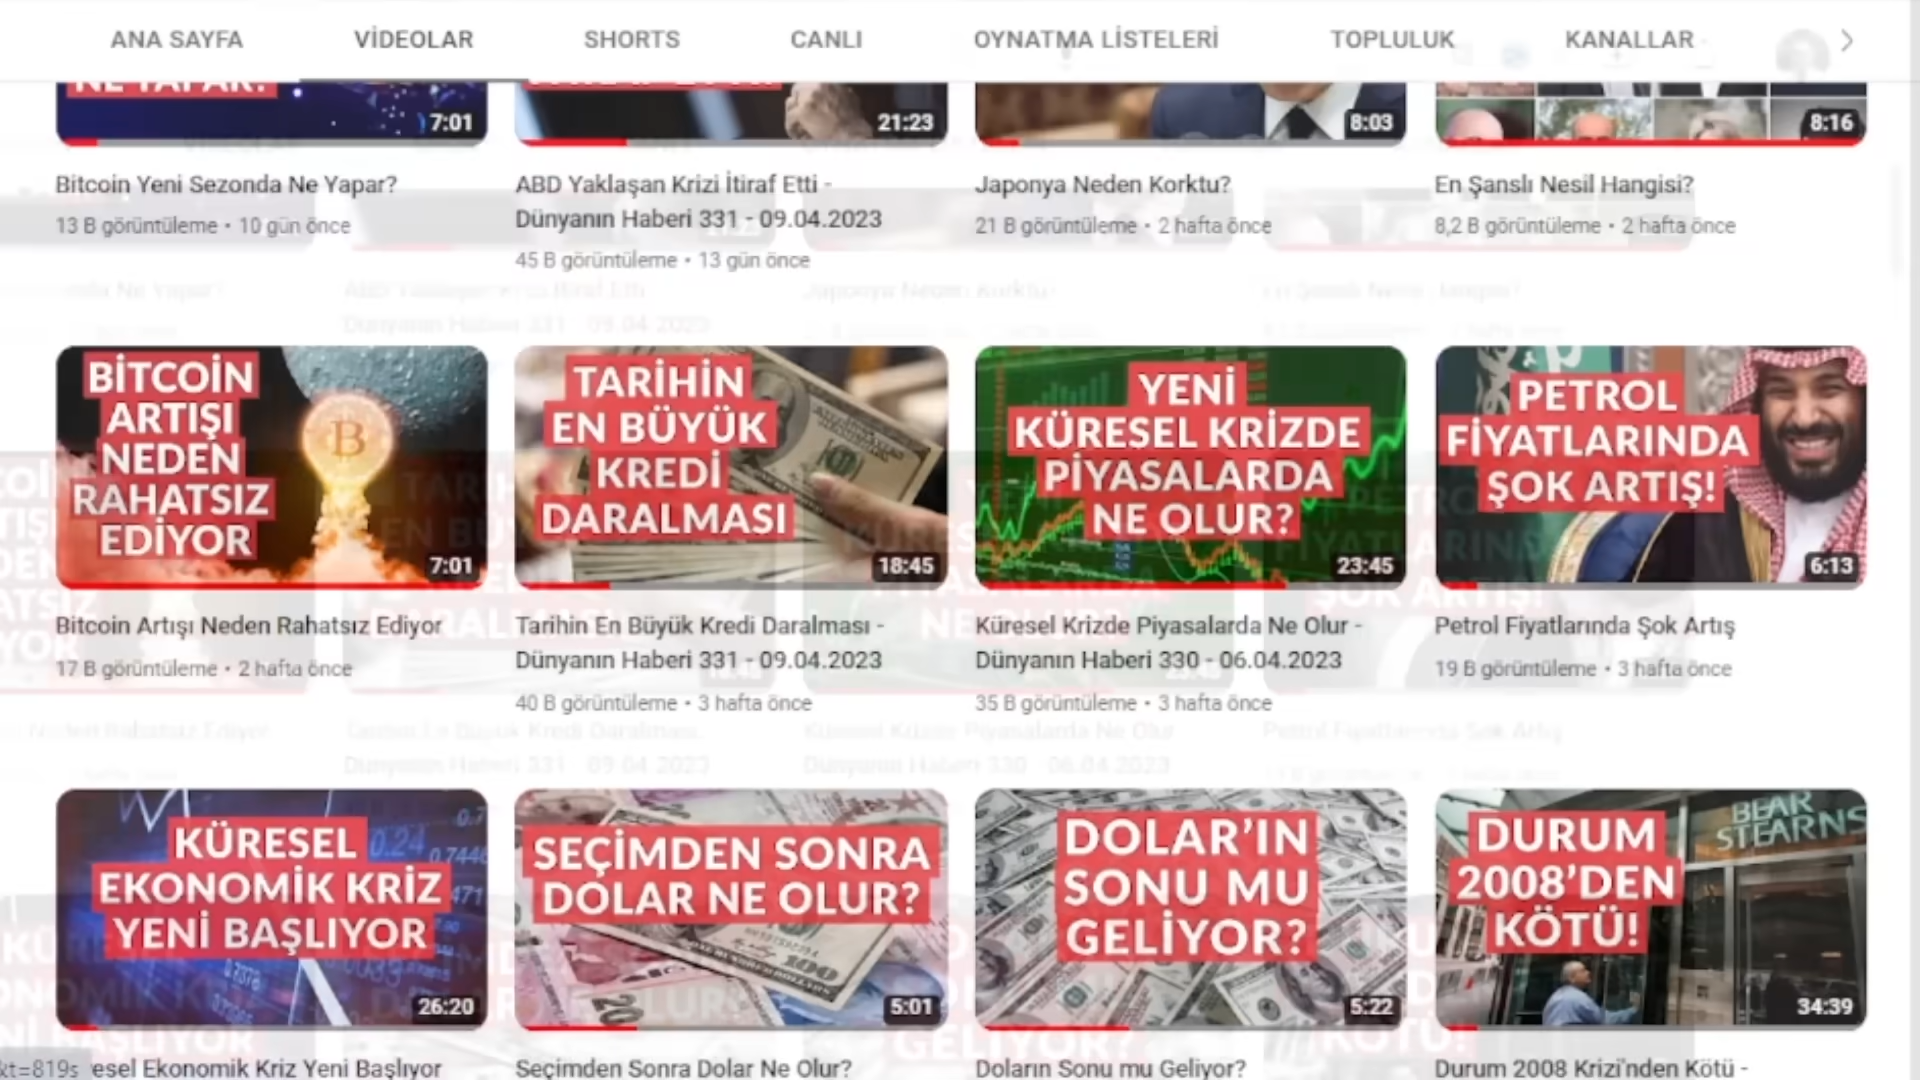 ANA SAYFA
VİDEOLAR
SHORTS
CANLI
OYNATMA LİSTELERİ
TOPLULUK
KANALLAR
NE YAPAR?
7:01
21:23
8:03
8:16
Bitcoin Yeni Sezonda Ne Yapar?
13 B görüntüleme • 10 gün önce
ABD Yaklaşan Krizi İtiraf Etti -
Dünyanın Haberi 331 - 09.04.2023
45 B görüntüleme • 13 gün önce
Japonya Neden Korktu?
21 B görüntüleme • 2 hafta önce
En Şanslı Nesil Hangisi?
8,2 B görüntüleme • 2 hafta önce
BİTCOİN
ARTIŞI
NEDEN
RAHATSIZ
EDİYOR
7:01
TARİHİN
EN BÜYÜK
KREDİ
DARALMASI
18:45
YENİ
KÜRESEL KRİZDE
PİYASALARDA
NE OLUR?
23:45
PETROL
FİYATLARINDA
ŞOK ARTIŞ!
6:13
Bitcoin Artışı Neden Rahatsız Ediyor
17 B görüntüleme • 2 hafta önce
Tarihin En Büyük Kredi Daralması -
Dünyanın Haberi 331 - 09.04.2023
40 B görüntüleme • 3 hafta önce
Küresel Krizde Piyasalarda Ne Olur -
Dünyanın Haberi 330 - 06.04.2023
35 B görüntüleme • 3 hafta önce
Petrol Fiyatlarında Şok Artış
19 B görüntüleme • 3 hafta önce
KÜRESEL
EKONOMİK KRİZ
YENİ BAŞLIYOR
26:20
SEÇİMDEN SONRA
DOLAR NE OLUR?
5:01
DOLAR'IN
SONU MU
GELİYOR?
5:22
BEAR
STEARNS
DURUM
2008'DEN
KÖTÜ!
34:39
kt=819s
esel Ekonomik Kriz Yeni Başlıyor
Seçimden Sonra Dolar Ne Olur?
Doların Sonu mu Geliyor?
Durum 2008 Krizi'nden Kötü -